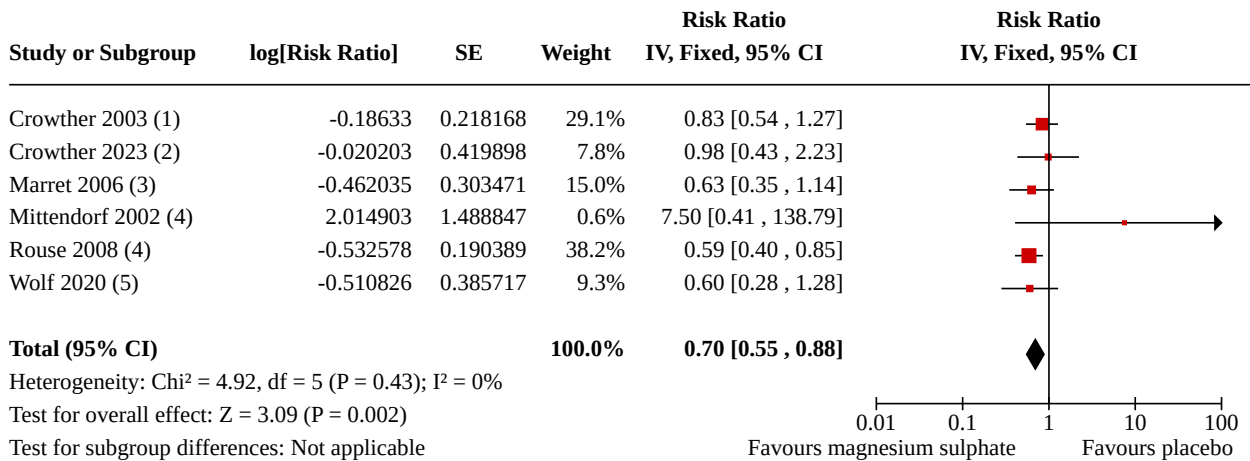 Risk Ratio Risk Ratio
Study or Subgroup log[Risk Ratio] SE Weight IV, Fixed, 95% CI IV, Fixed, 95% CI
Crowther 2003 (1) -0.18633 0.218168 29.1% 0.83 [0.54 , 1.27]
Crowther 2023 (2) -0.020203 0.419898 7.8% 0.98 [0.43 , 2.23]
Marret 2006 (3) -0.462035 0.303471 15.0% 0.63 [0.35 , 1.14]
Mittendorf 2002 (4) 2.014903 1.488847 0.6% 7.50 [0.41 , 138.79]
Rouse 2008 (4) -0.532578 0.190389 38.2% 0.59 [0.40 , 0.85]
Wolf 2020 (5) -0.510826 0.385717 9.3% 0.60 [0.28 , 1.28]
Total (95% CI) 100.0% 0.70 [0.55 , 0.88]
Heterogeneity: Chi² = 4.92, df = 5 (P = 0.43); I² = 0%
Test for overall effect: Z = 3.09 (P = 0.002) 0.01 0.1 1 10 100
Test for subgroup differences: Not applicable Favours magnesium sulphate Favours placebo